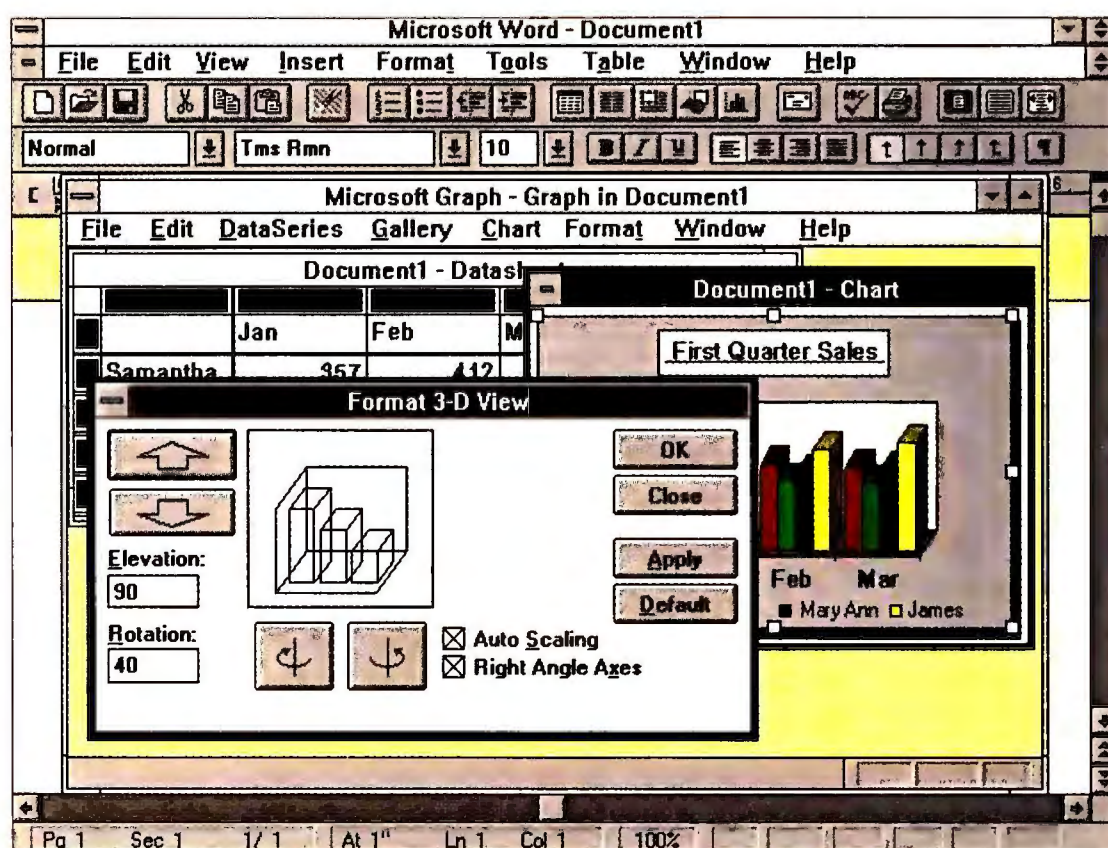 Microsoft Word - Document1
File Edit View Insert Format Tools Table Window Help
Normal Tms Rmn 10 B I U
Microsoft Graph - Graph in Document1
File Edit DataSeries Gallery Chart Format Window Help
Document1 - Datash
Jan Feb M
Samantha 357 412
Document1 - Chart
First Quarter Sales
Feb Mar
Mary Ann James
Format 3-D View
OK
Close
Apply
Default
Elevation:
90
Rotation:
40
Auto Scaling
Right Angle Axes
6
Pg 1 Sec 1 1/ 1 At 1" Ln 1 Col 1 100%